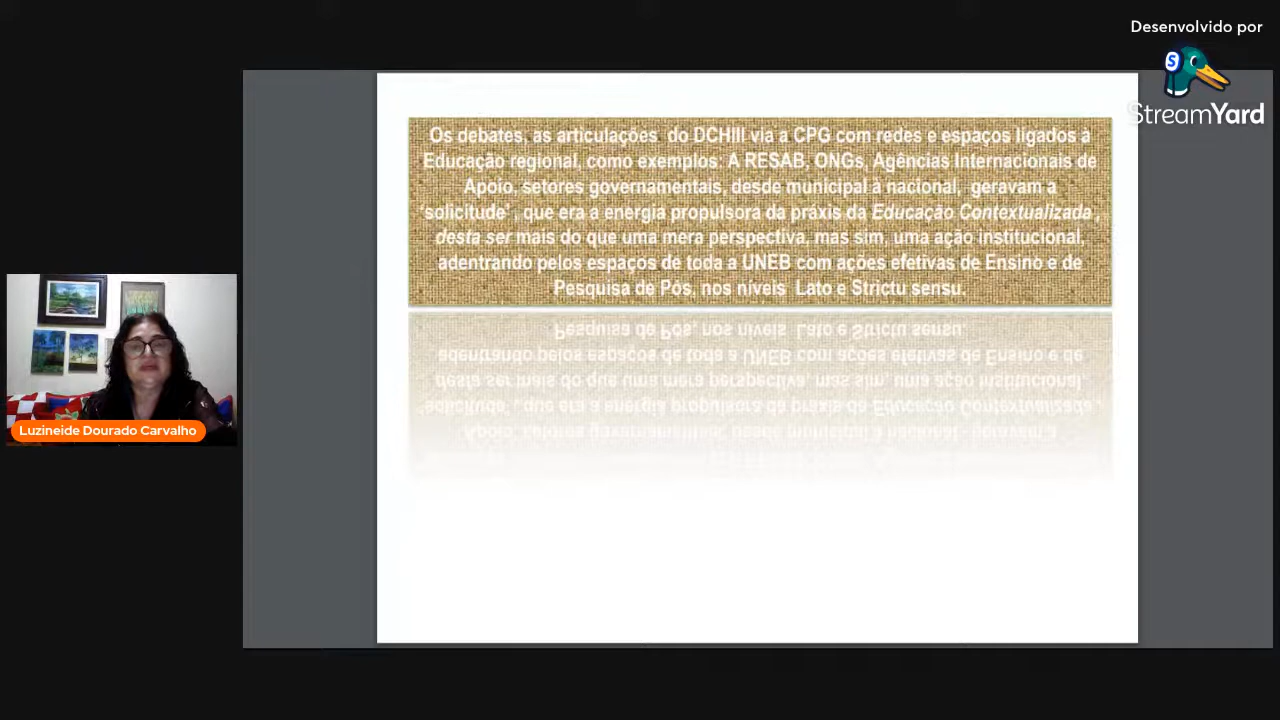 Desenvolvido por
StreamYard
Os debates, as articulações do DCHIII via a CPG com redes e espaços ligados à
Educação regional, como exemplos: A RESAB, ONGs, Agências Internacionais de
Apoio, setores governamentais, desde municipal à nacional, geravam a
“solicitude”, que era a energia propulsora da práxis da Educação Contextualizada,
desta ser mais do que uma mera perspectiva, mas sim, uma ação institucional,
adentrando pelos espaços de toda a UNEB com ações efetivas de Ensino e de
Pesquisa de Pós, nos níveis Lato e Strictu sensu.
Luzineide Dourado Carvalho